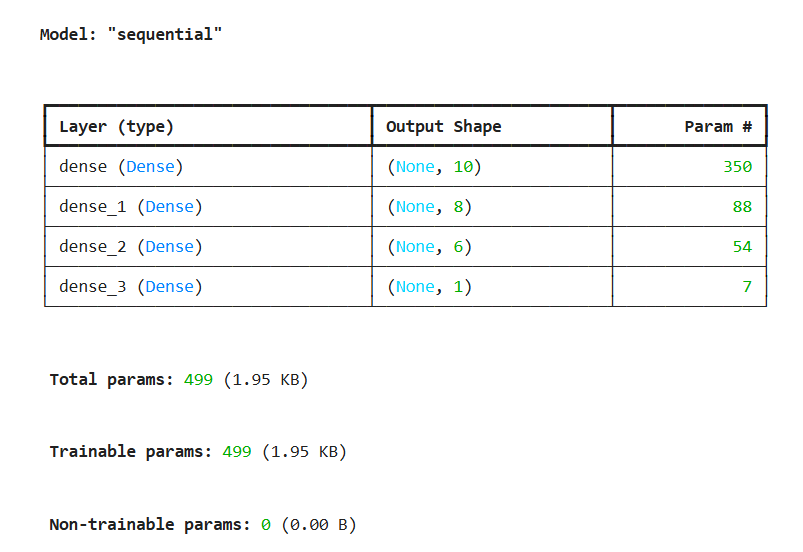 Model: "sequential"
Layer (type) Output Shape Param #
dense (Dense) (None, 10) 350
dense_1 (Dense) (None, 8) 88
dense_2 (Dense) (None, 6) 54
dense_3 (Dense) (None, 1) 7
Total params: 499 (1.95 KB)
Trainable params: 499 (1.95 KB)
Non-trainable params: 0 (0.00 B)